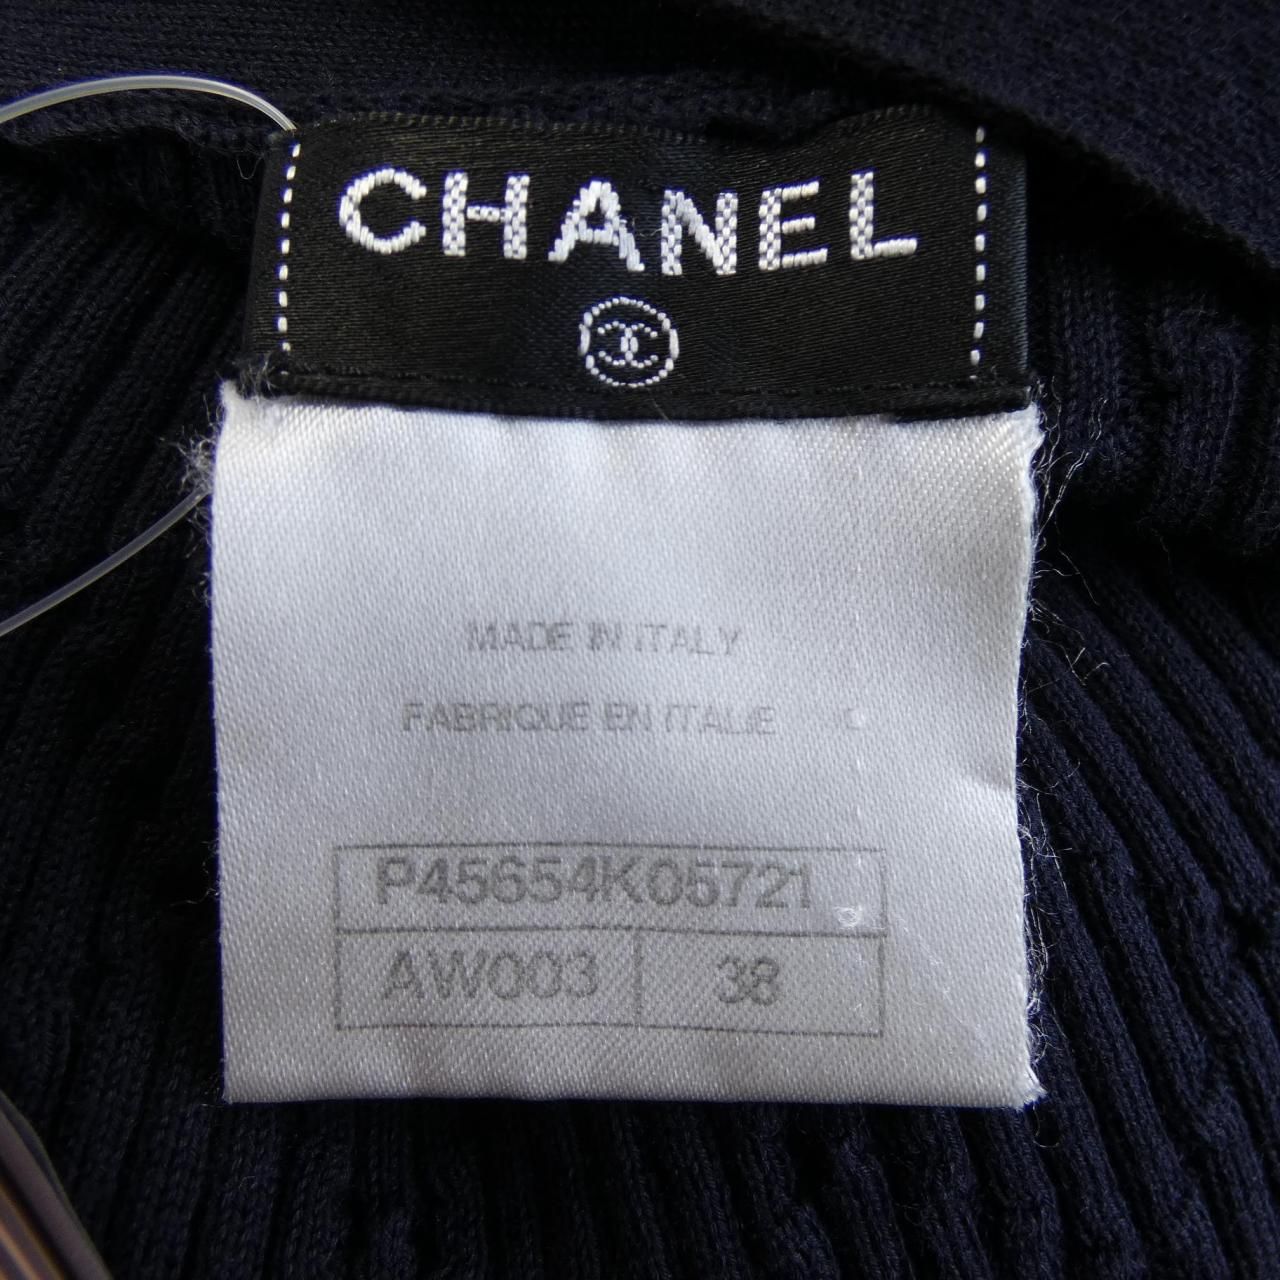 CHANEL
MADE IN ITALY
FABRIQUE EN ITALIE
P45654K05721
AW003 38